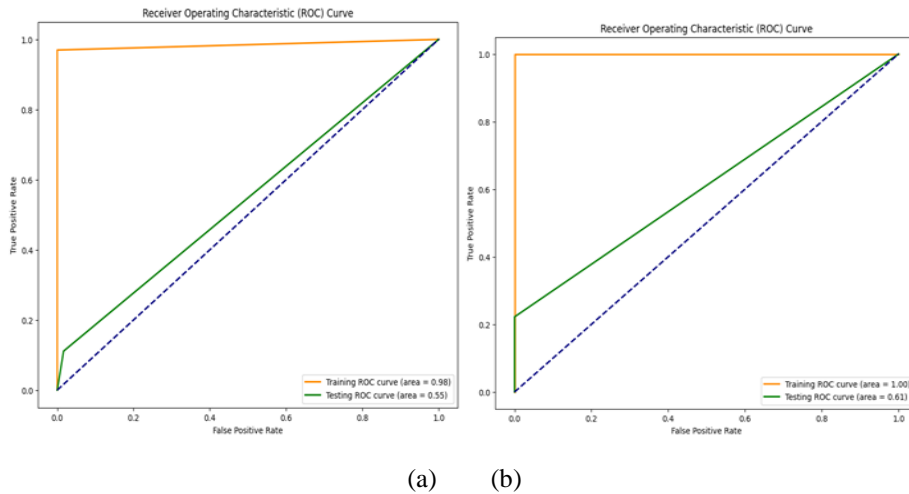 Receiver Operating Characteristic (ROC) Curve
1.0
0.8
0.6
0.4
0.2
0.0
True Positive Rate
0.0 0.2 0.4 0.6 0.8 1.0
False Positive Rate
Training ROC curve (area = 0.98)
Testing ROC curve (area = 0.55)
Receiver Operating Characteristic (ROC) Curve
1.0
0.8
0.6
0.4
0.2
0.0
True Positive Rate
0.0 0.2 0.4 0.6 0.8 1.0
False Positive Rate
Training ROC curve (area = 1.00)
Testing ROC curve (area = 0.61)
(a) (b)